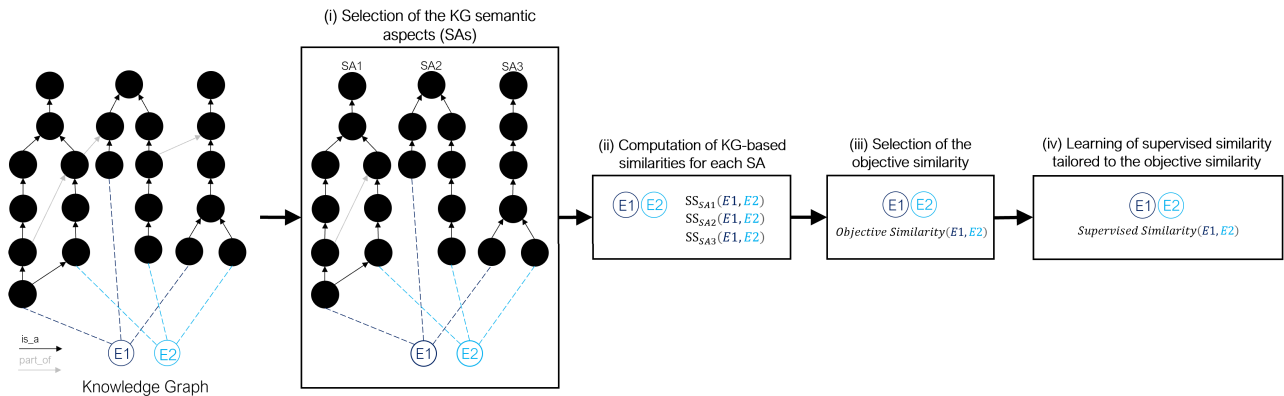 (i) Selection of the KG semantic
aspects (SAs)
SA1
SA2
SA3
(ii) Computation of KG-based
similarities for each SA
(iii) Selection of the
objective similarity
(iv) Learning of supervised similarity
tailored to the objective similarity
E1 E2
SS_SA1(E1, E2)
SS_SA2(E1, E2)
SS_SA3(E1, E2)
E1 E2
Objective Similarity(E1, E2)
E1 E2
Supervised Similarity(E1, E2)
is_a
part_of
E1 E2
Knowledge Graph
E1 E2